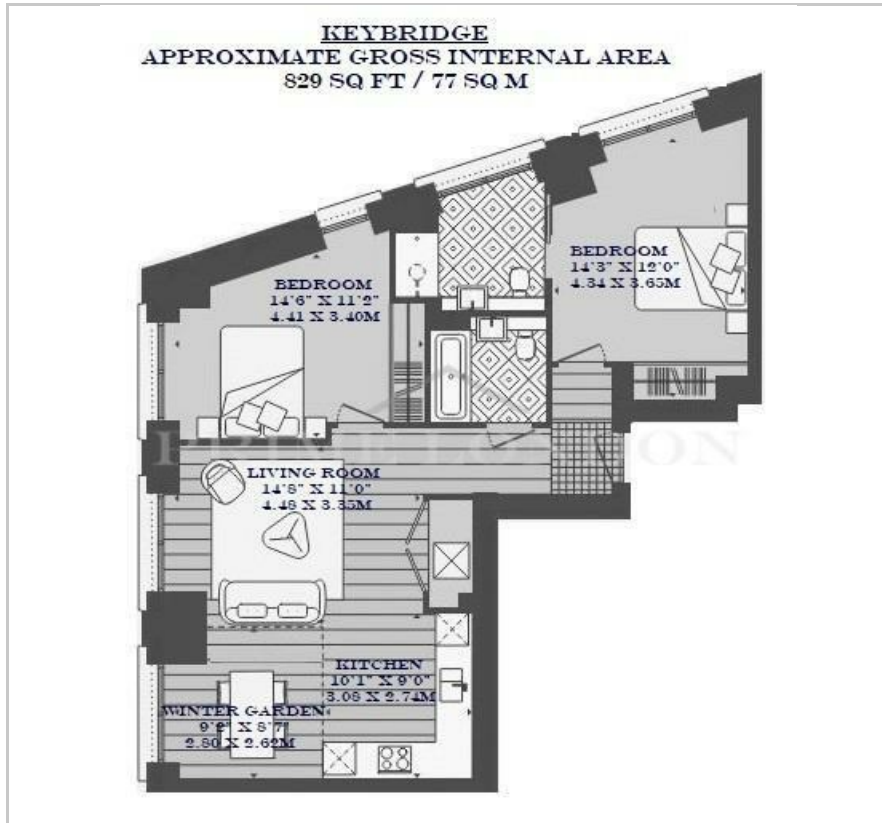 KEYBRIDGE
APPROXIMATE GROSS INTERNAL AREA
829 SQ FT / 77 SQ M
BEDROOM
14'3" X 12'0"
4.34 X 3.65M
BEDROOM
14'6" X 11'2"
4.41 X 3.40M
PRIME LONDON
LIVING ROOM
14'8" X 11'0"
4.48 X 3.35M
KITCHEN
10'1" X 9'0"
3.08 X 2.74M
WINTER GARDEN
9'2" X 8'7"
2.80 X 2.62M